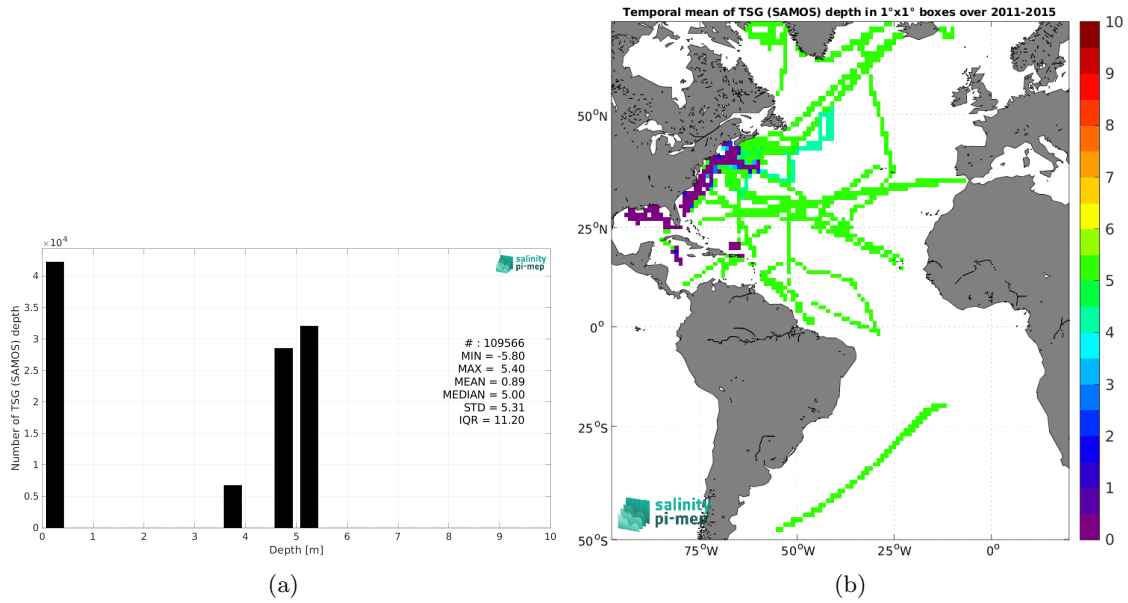 Temporal mean of TSG (SAMOS) depth in 1°x1° boxes over 2011-2015
×10⁴
4
3.5
3
2.5
2
1.5
1
0.5
0
Number of TSG (SAMOS) depth
0 1 2 3 4 5 6 7 8 9 10
Depth [m]
salinity
pi-mep
# : 109566
MIN = -5.80
MAX = 5.40
MEAN = 0.89
MEDIAN = 5.00
STD = 5.31
IQR = 11.20
(a)
50°N
25°N
0°
25°S
50°S
75°W 50°W 25°W 0°
salinity
pi-mep
10
9
8
7
6
5
4
3
2
1
0
(b)